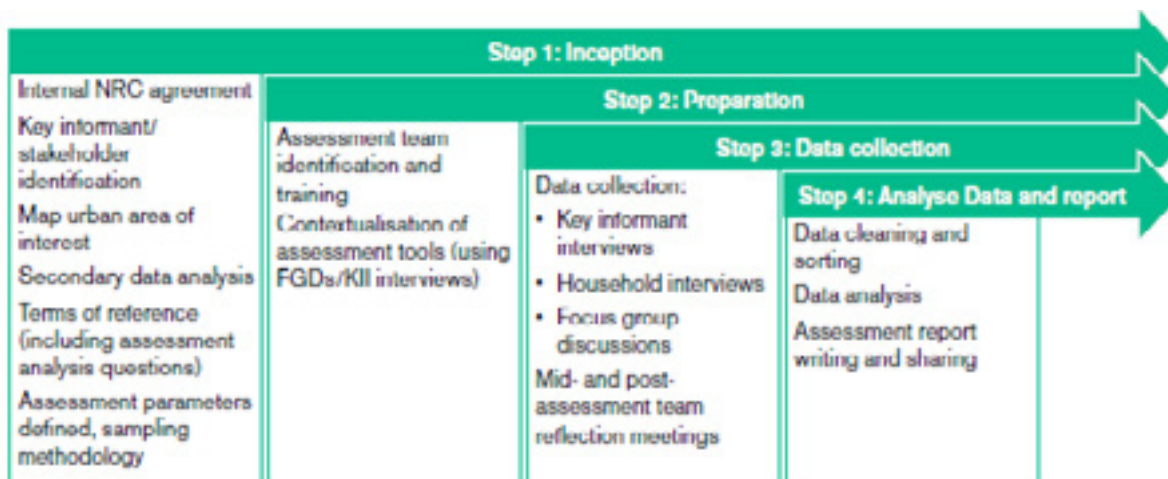 Step 1: Inception
Internal NRC agreement
Key informant/
stakeholder
identification
Map urban area of
interest
Secondary data analysis
Terms of reference
(including assessment
analysis questions)
Assessment parameters
defined, sampling
methodology
Step 2: Preparation
Assessment team
identification and
training
Contextualisation of
assessment tools (using
FGDs/KII interviews)
Step 3: Data collection
Data collection:
• Key informant
interviews
• Household interviews
• Focus group
discussions
Mid- and post-
assessment team
reflection meetings
Step 4: Analyse Data and report
Data cleaning and
sorting
Data analysis
Assessment report
writing and sharing